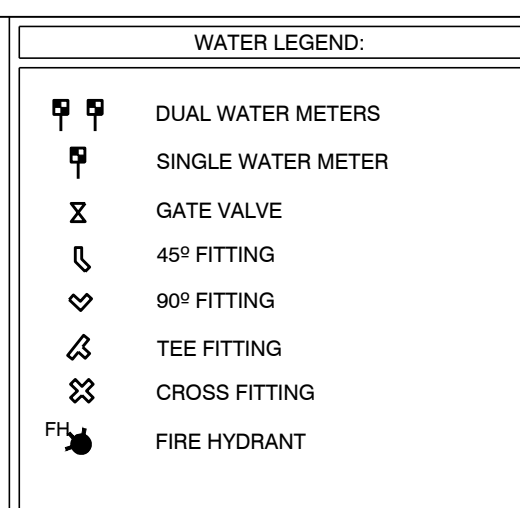 WATER LEGEND:
DUAL WATER METERS
SINGLE WATER METER
GATE VALVE
45º FITTING
90º FITTING
TEE FITTING
CROSS FITTING
FH FIRE HYDRANT